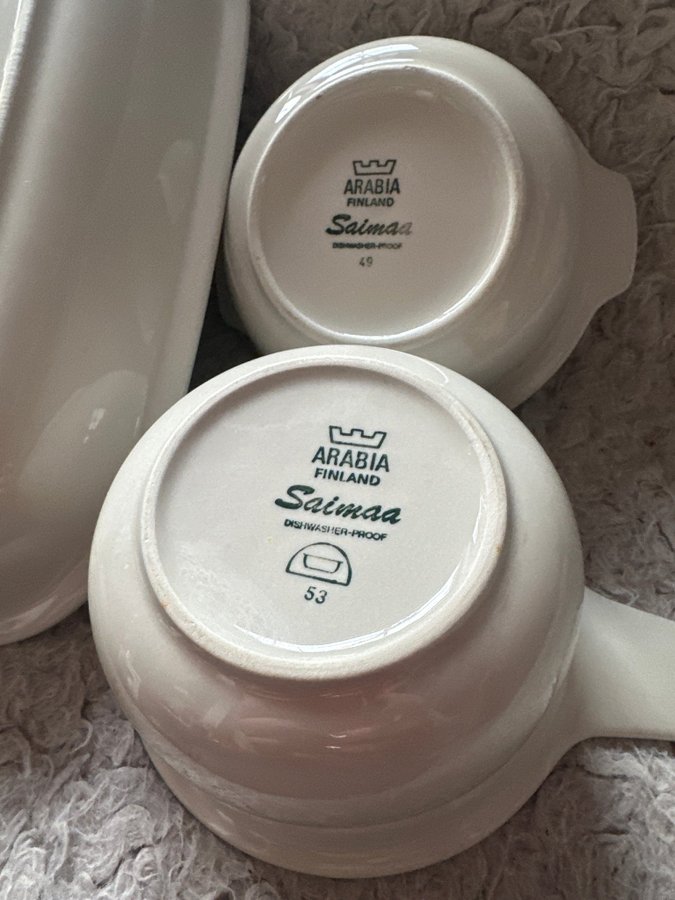 ARABIA
FINLAND
Saimaa
DISHWASHER-PROOF
49
ARABIA
FINLAND
Saimaa
DISHWASHER-PROOF
53